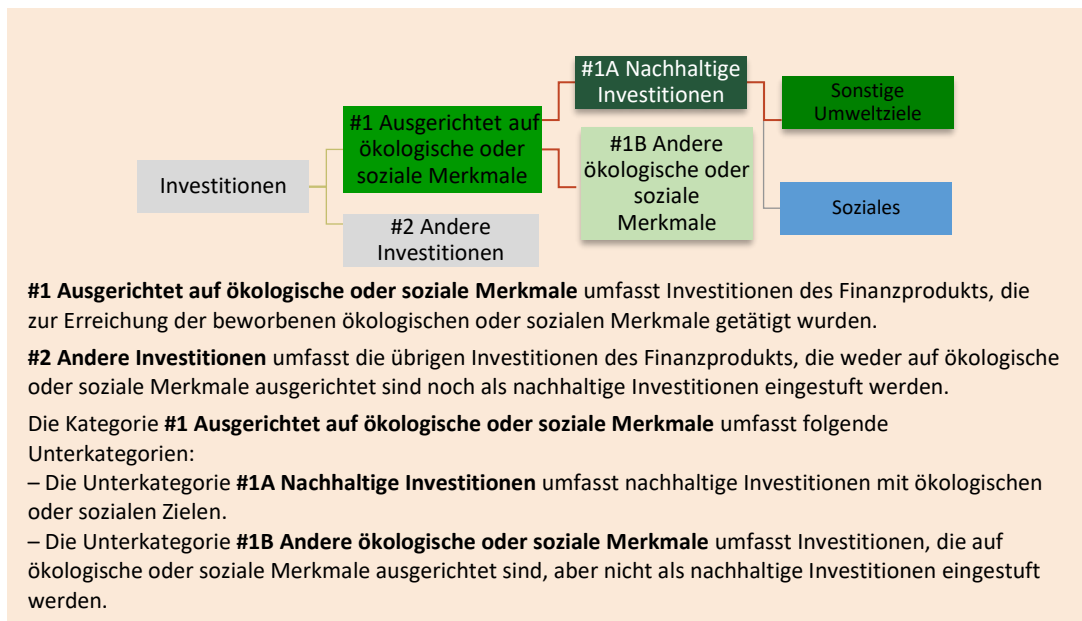 #1A Nachhaltige
Investitionen
Sonstige
Umweltziele
#1 Ausgerichtet auf
ökologische oder
soziale Merkmale
#1B Andere
ökologische oder
soziale
Merkmale
Investitionen
Soziales
#2 Andere
Investitionen
#1 Ausgerichtet auf ökologische oder soziale Merkmale umfasst Investitionen des Finanzprodukts, die
zur Erreichung der beworbenen ökologischen oder sozialen Merkmale getätigt wurden.
#2 Andere Investitionen umfasst die übrigen Investitionen des Finanzprodukts, die weder auf ökologische
oder soziale Merkmale ausgerichtet sind noch als nachhaltige Investitionen eingestuft werden.
Die Kategorie #1 Ausgerichtet auf ökologische oder soziale Merkmale umfasst folgende
Unterkategorien:
– Die Unterkategorie #1A Nachhaltige Investitionen umfasst nachhaltige Investitionen mit ökologischen
oder sozialen Zielen.
– Die Unterkategorie #1B Andere ökologische oder soziale Merkmale umfasst Investitionen, die auf
ökologische oder soziale Merkmale ausgerichtet sind, aber nicht als nachhaltige Investitionen eingestuft
werden.